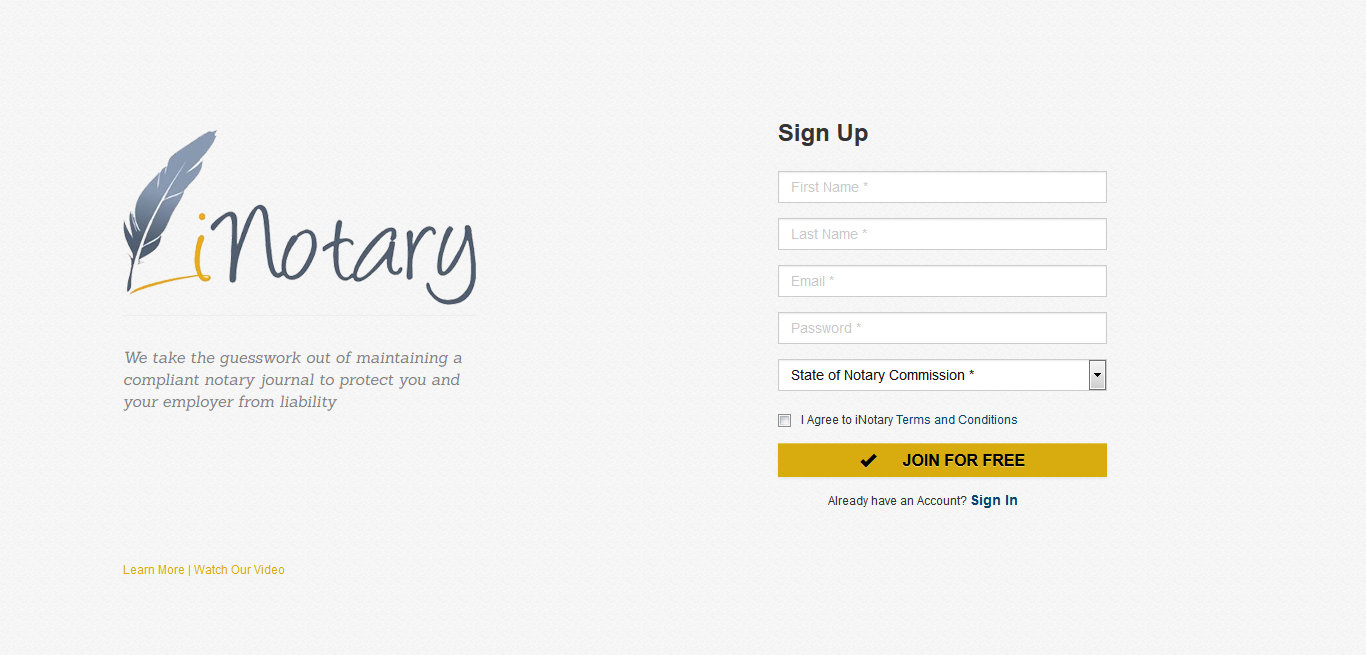 iNotary
We take the guesswork out of maintaining a
compliant notary journal to protect you and
your employer from liability
Learn More | Watch Our Video
Sign Up
First Name *
Last Name *
Email *
Password *
State of Notary Commission *
I Agree to iNotary Terms and Conditions
JOIN FOR FREE
Already have an Account? Sign In